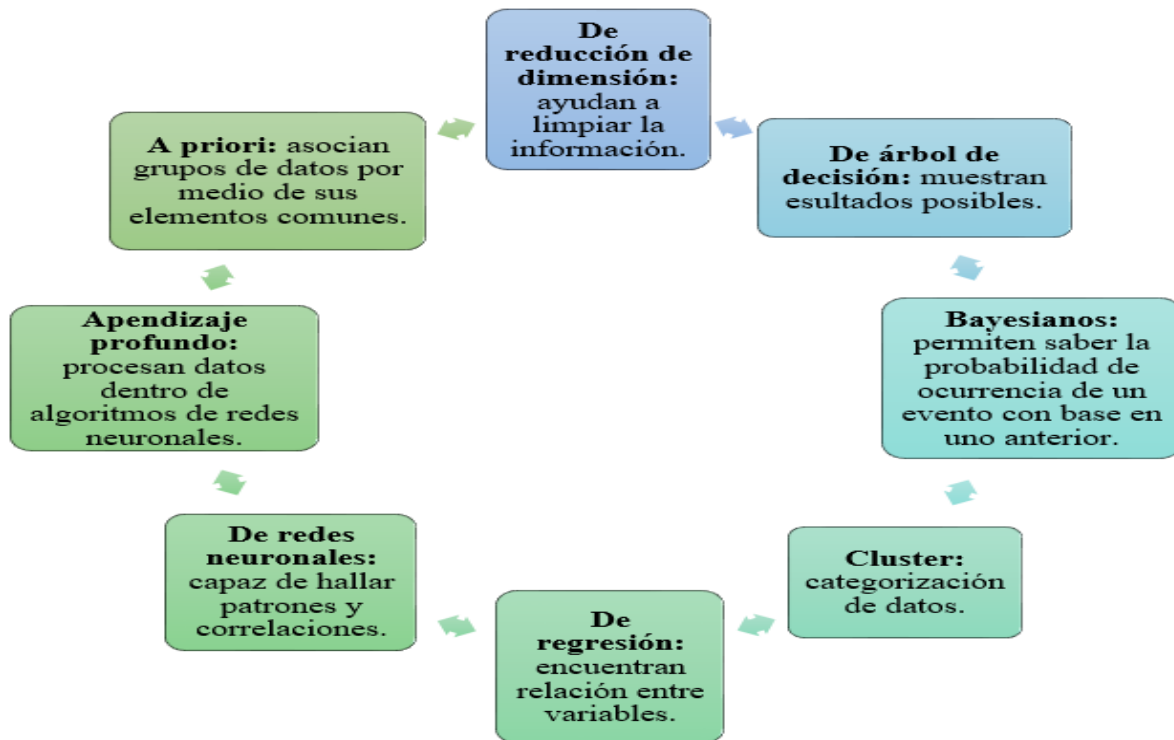 De
reducción de
dimensión:
ayudan a
limpiar la
información.
De árbol de
decisión: muestran
esultados posibles.
Bayesianos:
permiten saber la
probabilidad de
ocurrencia de un
evento con base en
uno anterior.
Cluster:
categorización
de datos.
De
regresión:
encuentran
relación entre
variables.
De redes
neuronales:
capaz de hallar
patrones y
correlaciones.
Apendizaje
profundo:
procesan datos
dentro de
algoritmos de redes
neuronales.
A priori: asocian
grupos de datos por
medio de sus
elementos comunes.